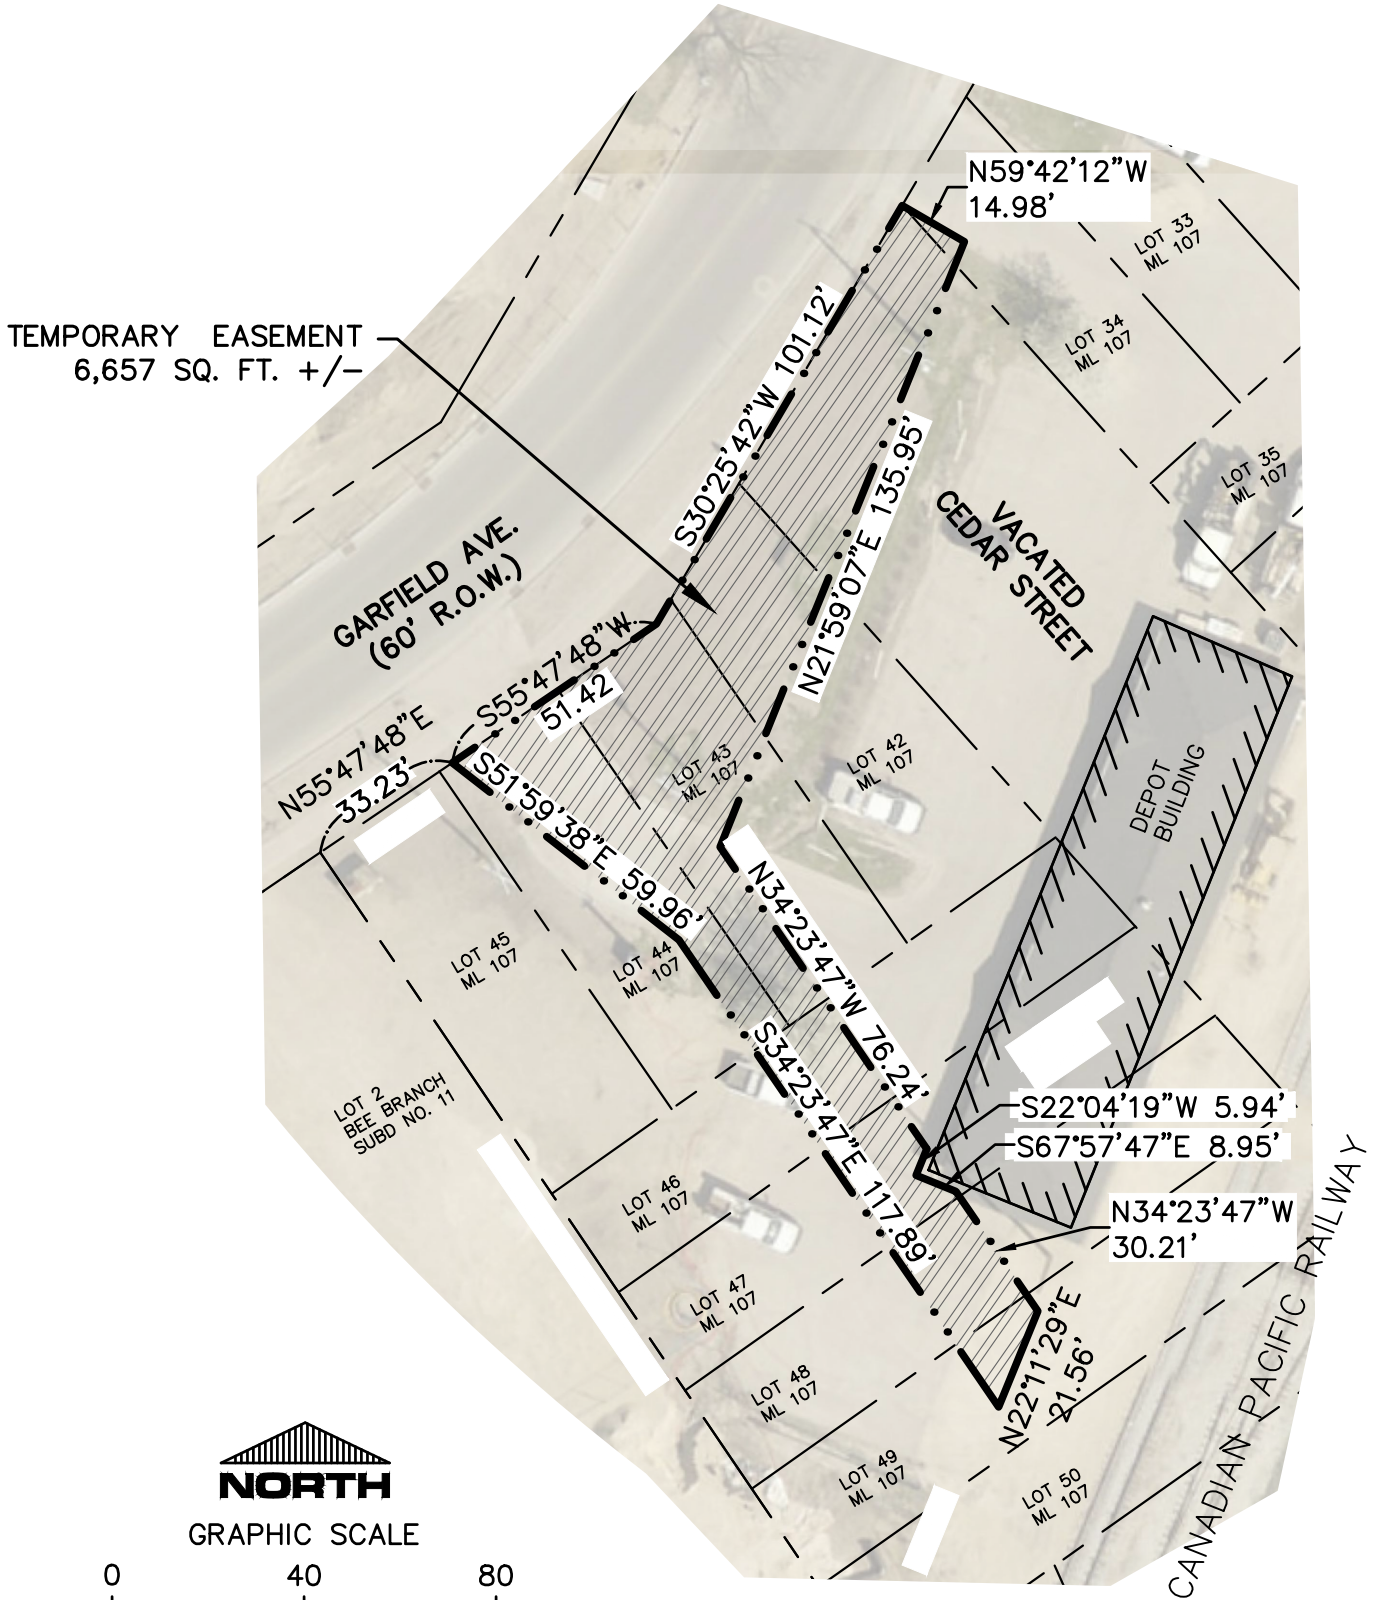 N59°42'12"W
14.98'
LOT 33
ML 107
TEMPORARY EASEMENT
6,657 SQ. FT. +/-
S30°25'42"W 101.12'
LOT 34
ML 107
LOT 35
ML 107
N21°59'07"E 135.95'
VACATED
CEDAR STREET
GARFIELD AVE.
(60' R.O.W.)
S55°47'48"W
51.42
N55°47'48"E
33.23'
LOT 43
ML 107
LOT 42
ML 107
DEPOT
BUILDING
S51°59'38"E 59.96'
N34°23'47"W 76.24'
LOT 45
ML 107
LOT 44
ML 107
S34°23'47"E 117.89'
LOT 2
BEE BRANCH
SUBD NO. 11
S22°04'19"W 5.94'
S67°57'47"E 8.95'
N34°23'47"W
30.21'
LOT 46
ML 107
LOT 47
ML 107
N22°11'29"E
21.56'
LOT 48
ML 107
LOT 49
ML 107
LOT 50
ML 107
CANADIAN PACIFIC RAILWAY
NORTH
GRAPHIC SCALE
0 40 80